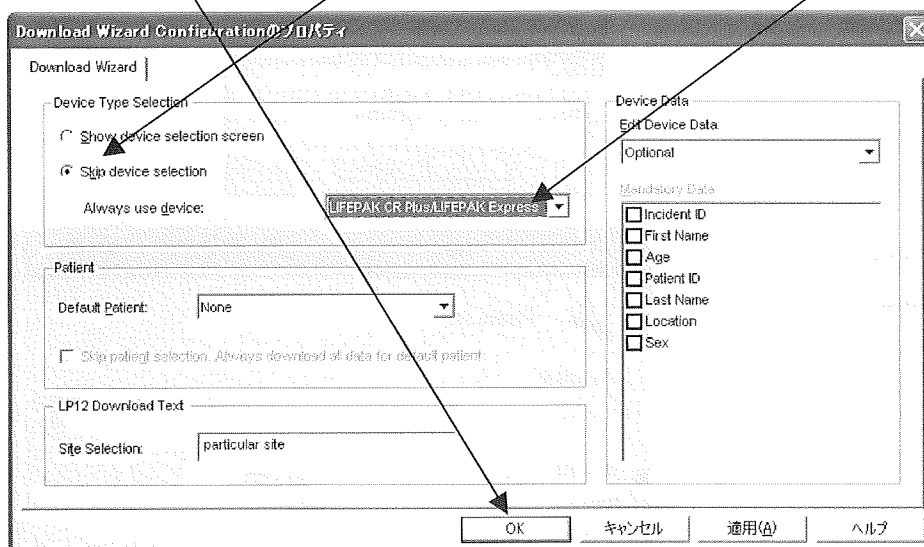 Download Wizard Configurationのプロパティ
Download Wizard
Device Type Selection
Show device selection screen
Skip device selection
Always use device:
LIFEPAK CR Plus/LIFEPAK Express
Patient
Default Patient:
None
Skip patient selection. Always download all data for default patient.
LP12 Download Text
Site Selection:
particular site
Device Data
Edit Device Data:
Optional
Mandatory Data
Incident ID
First Name
Age
Patient ID
Last Name
Location
Sex
OK
キャンセル
適用(A)
ヘルプ